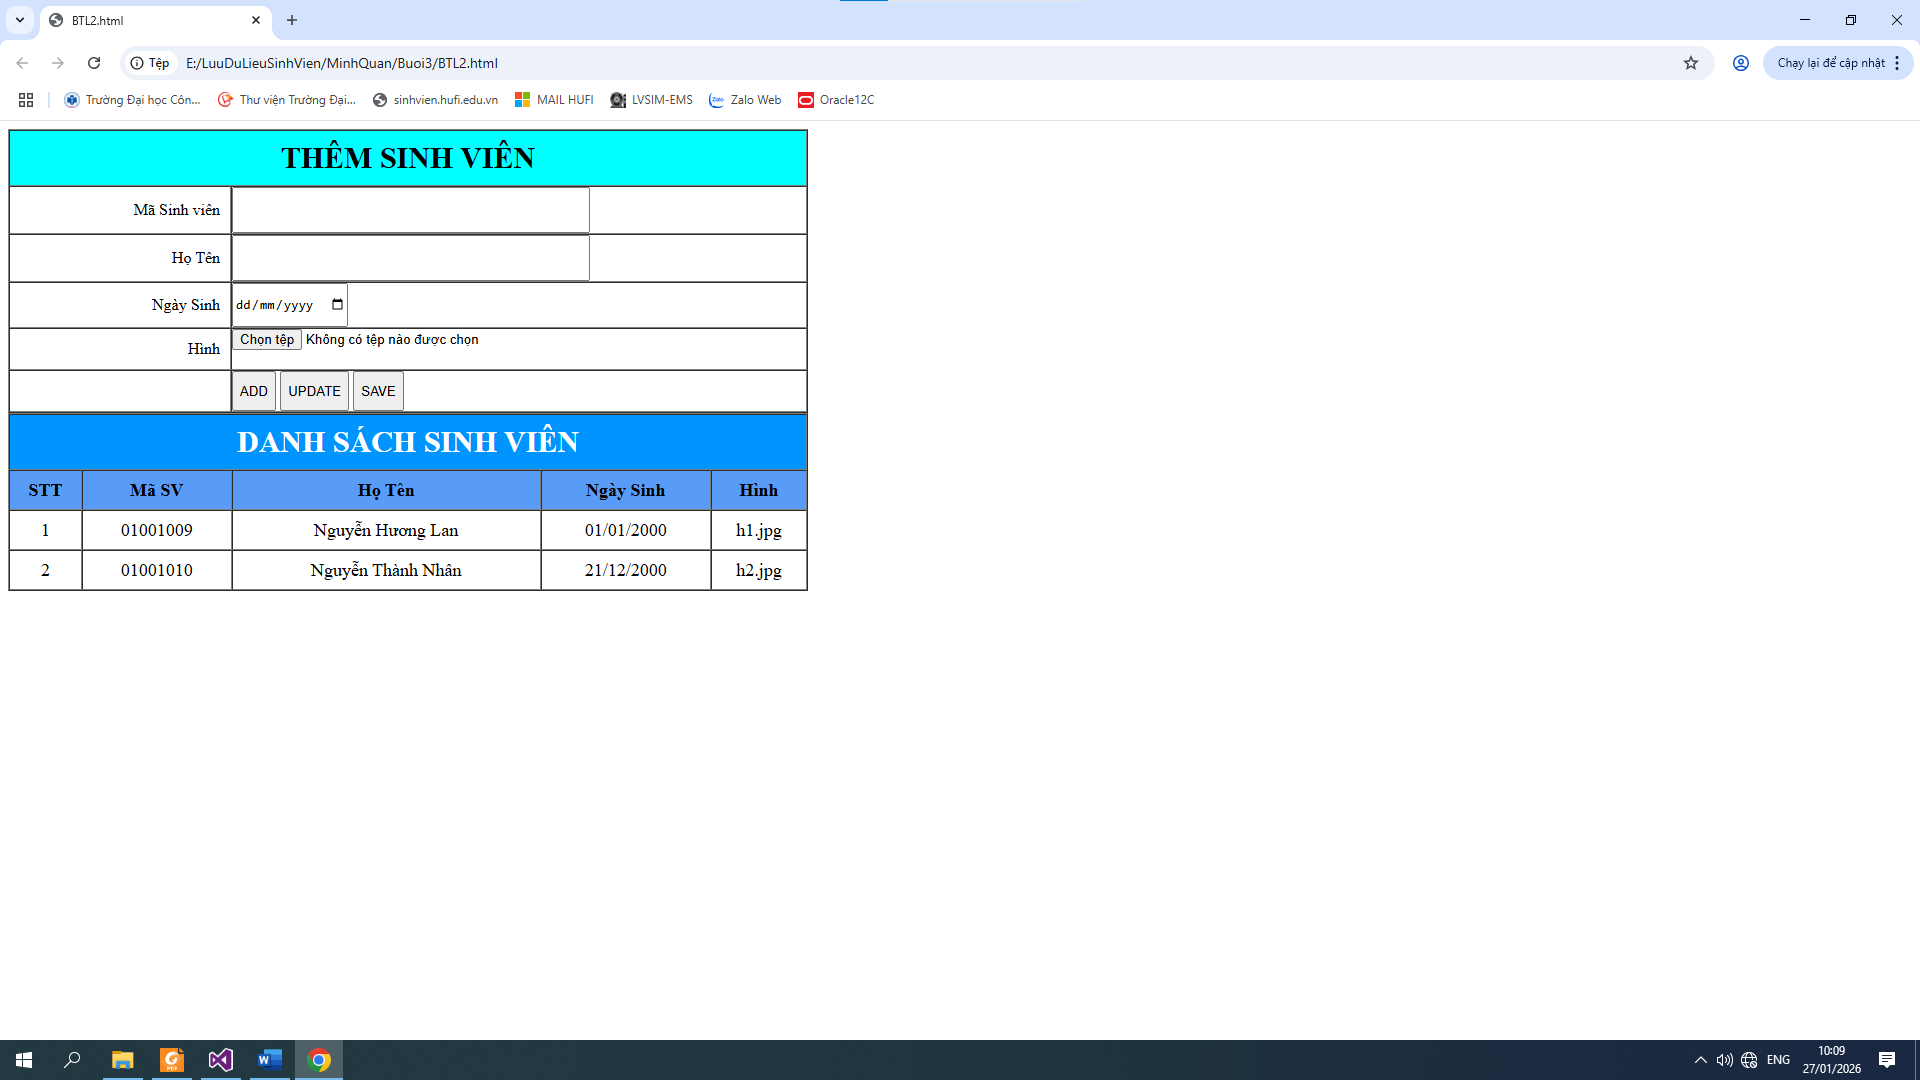 BTL2.html
Tệp E:/LuuDuLieuSinhVien/MinhQuan/Buoi3/BTL2.html Chạy lại để cập nhật
Trường Đại học Côn... Thư viện Trường Đại... sinhvien.hufi.edu.vn MAIL HUFI LVSIM-EMS Zalo Web Oracle12C
THÊM SINH VIÊN
Mã Sinh viên
Họ Tên
Ngày Sinh dd/mm/yyyy
Hình Chọn tệp Không có tệp nào được chọn
ADD UPDATE SAVE
DANH SÁCH SINH VIÊN
STT Mã SV Họ Tên Ngày Sinh Hình
1 01001009 Nguyễn Hương Lan 01/01/2000 h1.jpg
2 01001010 Nguyễn Thành Nhân 21/12/2000 h2.jpg
ENG 10:09
27/01/2026